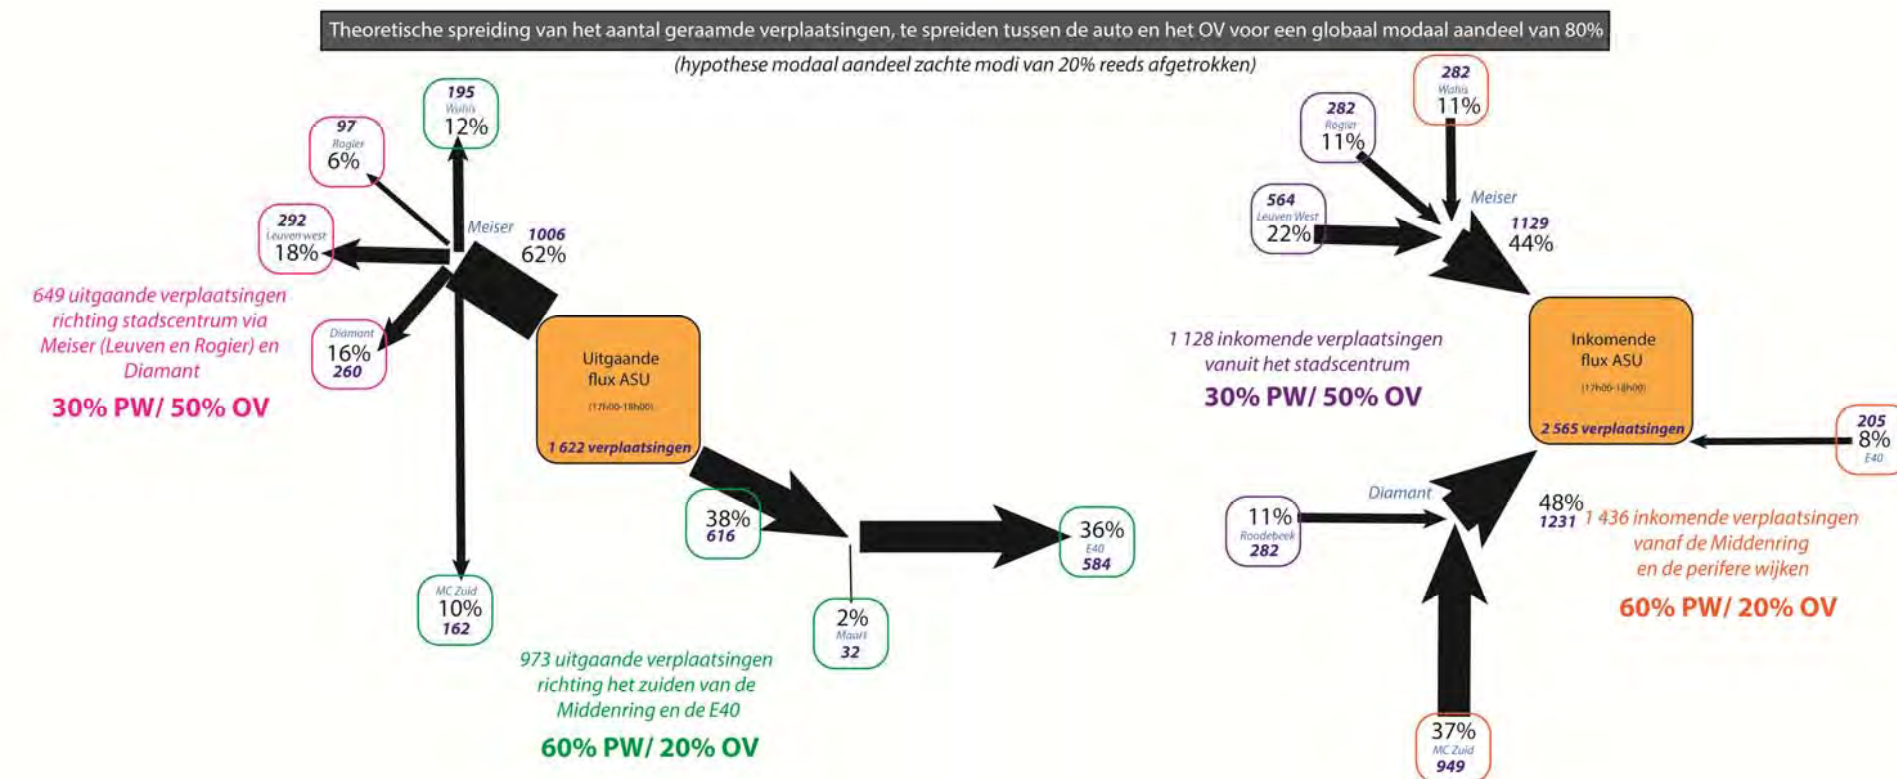 Theoretische spreiding van het aantal geraamde verplaatsingen, te spreiden tussen de auto en het OV voor een globaal modaal aandeel van 80%
(hypothese modaal aandeel zachte modi van 20% reeds afgetrokken)
195
Wahis
12%
97
Rogier
6%
292
Leuven west
18%
Meiser
1006
62%
649 uitgaande verplaatsingen
richting stadscentrum via
Meiser (Leuven en Rogier) en
Diamant
30% PW/ 50% OV
Diamant
16%
260
Uitgaande
flux ASU
(17h00-18h00)
1 622 verplaatsingen
38%
616
36%
E40
584
MC Zuid
10%
162
2%
Maart
32
973 uitgaande verplaatsingen
richting het zuiden van de
Middenring en de E40
60% PW/ 20% OV
282
Wahis
11%
282
Rogier
11%
564
Leuven West
22%
Meiser
1129
44%
1 128 inkomende verplaatsingen
vanuit het stadscentrum
30% PW/ 50% OV
Inkomende
flux ASU
(17h00-18h00)
2 565 verplaatsingen
205
8%
E40
Diamant
48%
1231
11%
Roodebeek
282
1 436 inkomende verplaatsingen
vanaf de Middenring
en de perifere wijken
60% PW/ 20% OV
37%
MC Zuid
949